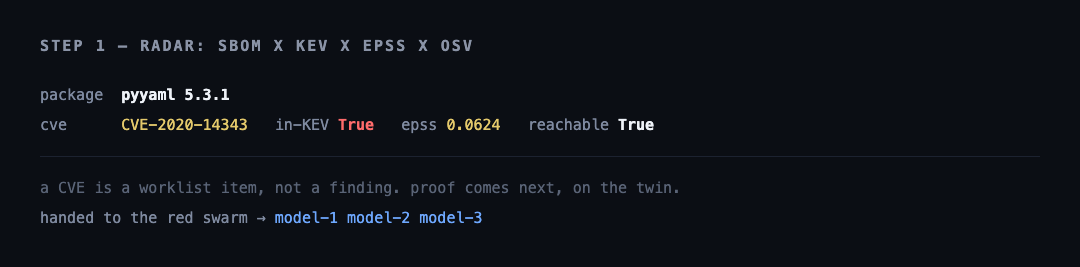 STEP 1 — RADAR: SBOM X KEV X EPSS X OSV
package pyyaml 5.3.1
cve CVE-2020-14343 in-KEV True epss 0.0624 reachable True
a CVE is a worklist item, not a finding. proof comes next, on the twin.
handed to the red swarm → model-1 model-2 model-3